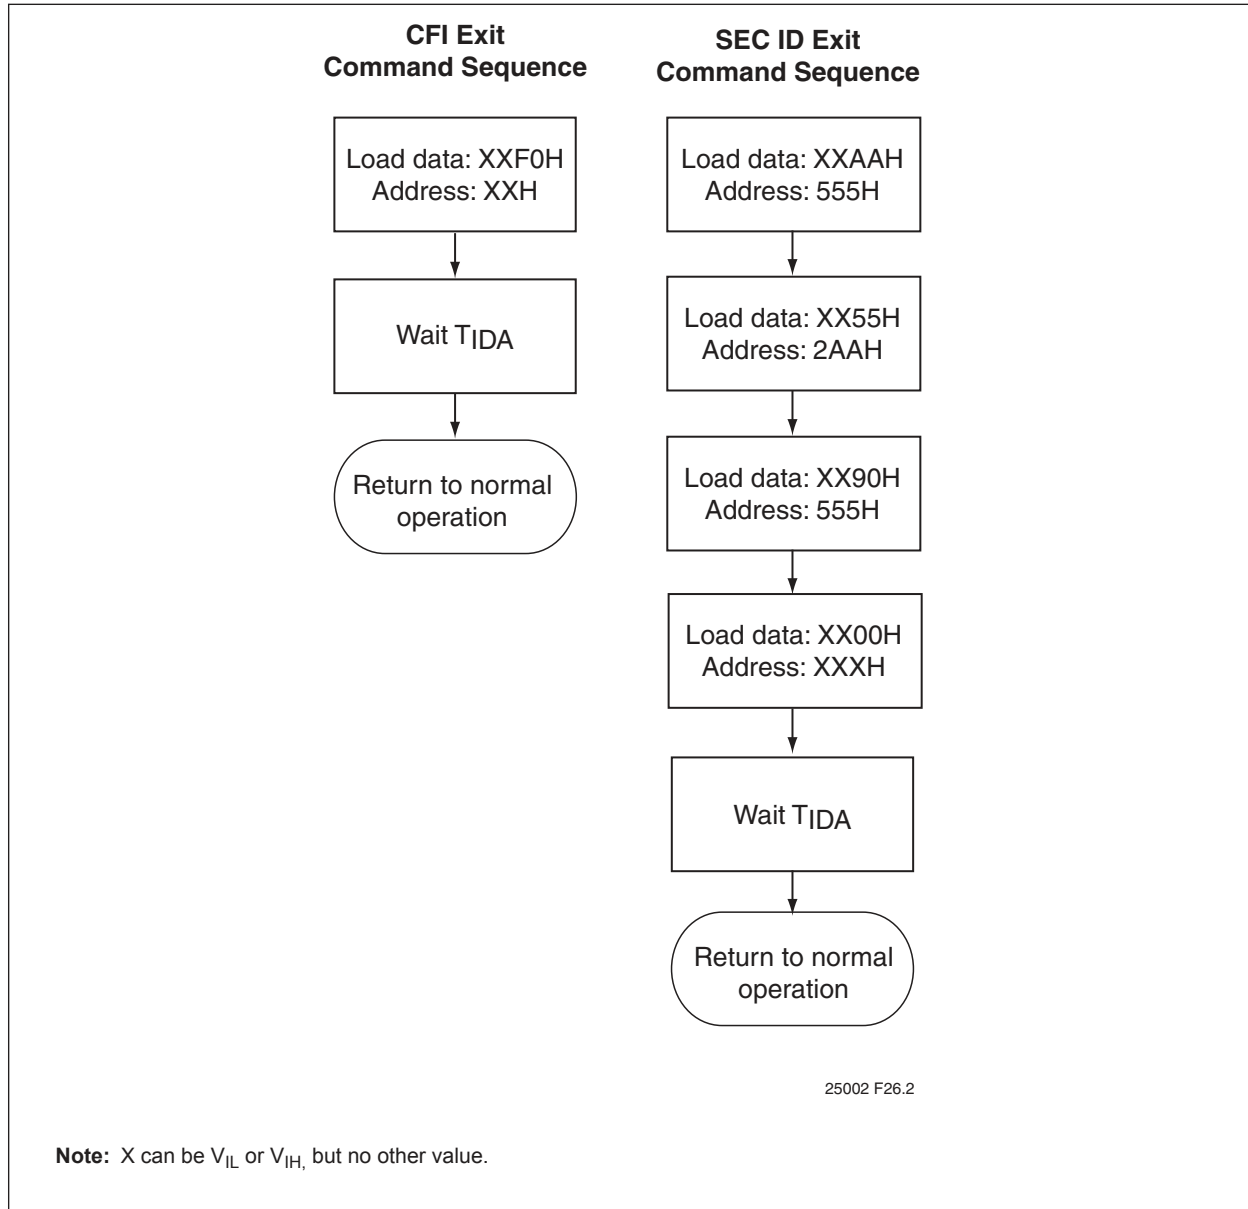 CFI Exit
Command Sequence
Load data: XXF0H
Address: XXH
Wait TIDA
Return to normal
operation
SEC ID Exit
Command Sequence
Load data: XXAAH
Address: 555H
Load data: XX55H
Address: 2AAH
Load data: XX90H
Address: 555H
Load data: XX00H
Address: XXXH
Wait TIDA
Return to normal
operation
25002 F26.2
Note: X can be VIL or VIH, but no other value.